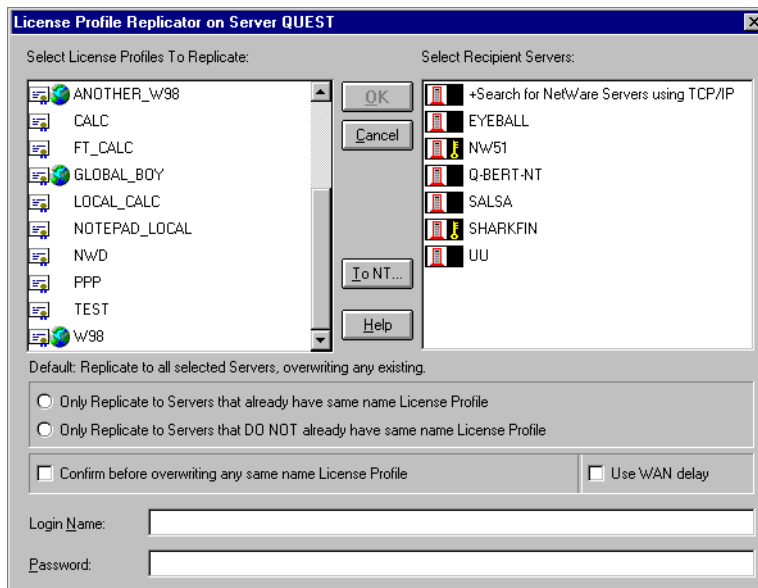 License Profile Replicator on Server QUEST
Select License Profiles To Replicate:
ANOTHER_W98
CALC
FT_CALC
GLOBAL_BOY
LOCAL_CALC
NOTEPAD_LOCAL
NWD
PPP
TEST
W98
OK
Cancel
To NT...
Help
Select Recipient Servers:
+Search for NetWare Servers using TCP/IP
EYEBALL
NW51
Q-BERT-NT
SALSA
SHARKFIN
UU
Default: Replicate to all selected Servers, overwriting any existing.
Only Replicate to Servers that already have same name License Profile
Only Replicate to Servers that DO NOT already have same name License Profile
Confirm before overwriting any same name License Profile
Use WAN delay
Login Name:
Password: